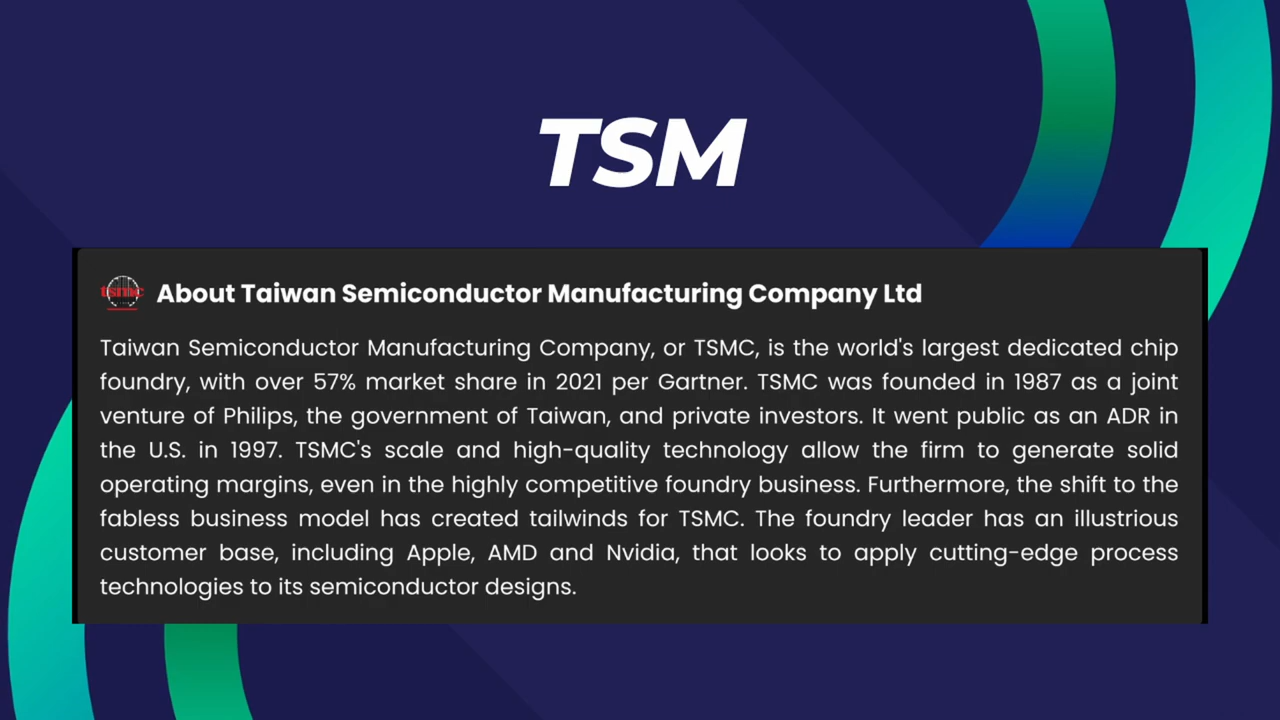 TSM
tsmc About Taiwan Semiconductor Manufacturing Company Ltd
Taiwan Semiconductor Manufacturing Company, or TSMC, is the world's largest dedicated chip
foundry, with over 57% market share in 2021 per Gartner. TSMC was founded in 1987 as a joint
venture of Philips, the government of Taiwan, and private investors. It went public as an ADR in
the U.S. in 1997. TSMC's scale and high-quality technology allow the firm to generate solid
operating margins, even in the highly competitive foundry business. Furthermore, the shift to the
fabless business model has created tailwinds for TSMC. The foundry leader has an illustrious
customer base, including Apple, AMD and Nvidia, that looks to apply cutting-edge process
technologies to its semiconductor designs.